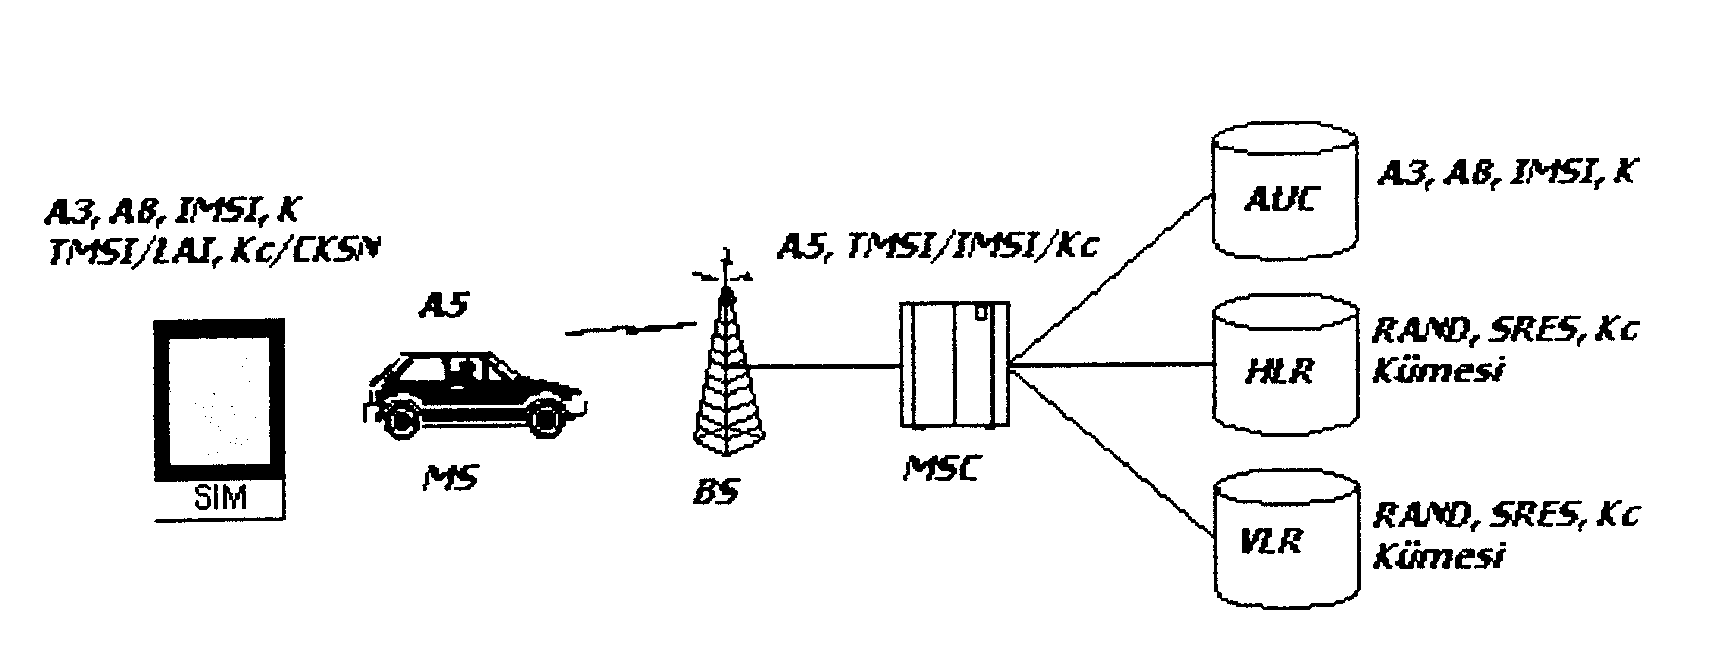 A3, A8, IMSI, K
TMSI/LAI, Kc/CKSN
SIM
A5
MS
BS
A5, TMSI/IMSI/Kc
MSC
AUC
A3, A8, IMSI, K
HLR
RAND, SRES, Kc
Kümesi
VLR
RAND, SRES, Kc
Kümesi